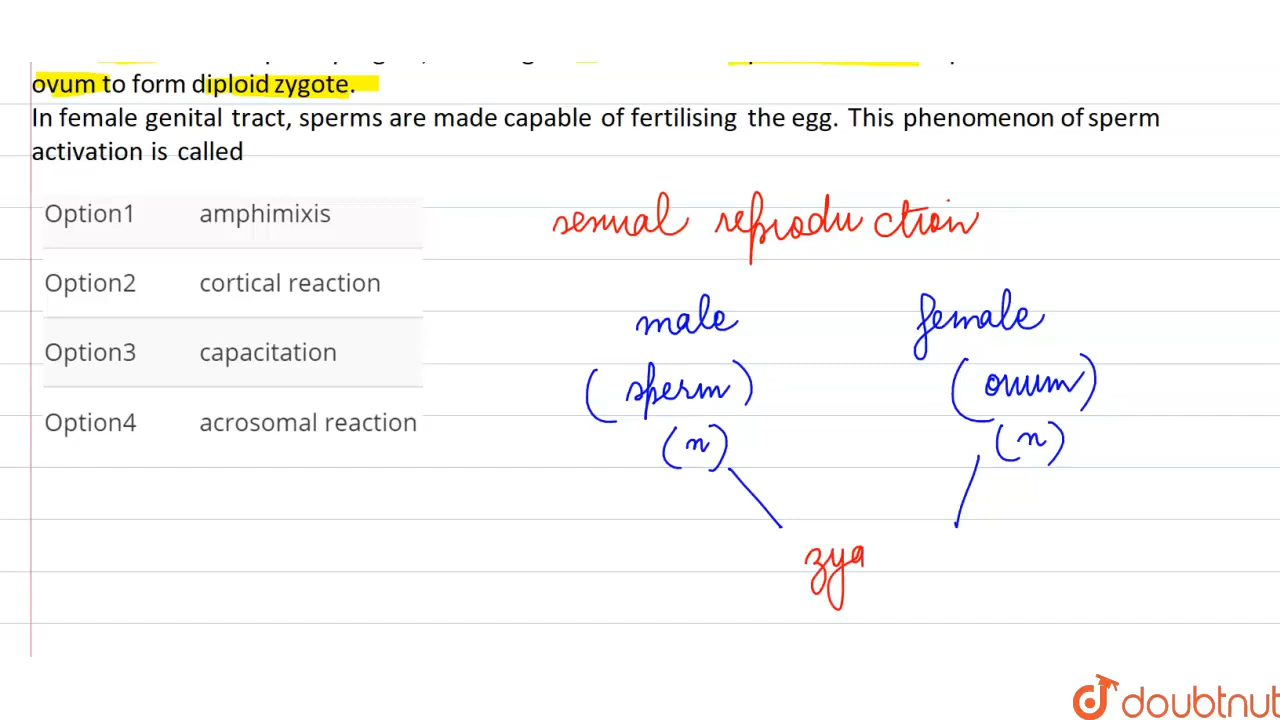 ovum to form diploid zygote.
In female genital tract, sperms are made capable of fertilising the egg. This phenomenon of sperm
activation is called
Option1 amphimixis
Option2 cortical reaction
Option3 capacitation
Option4 acrosomal reaction
sexual reproduction
male female
(sperm) (ovum)
(n) (n)
zya
doubtnut